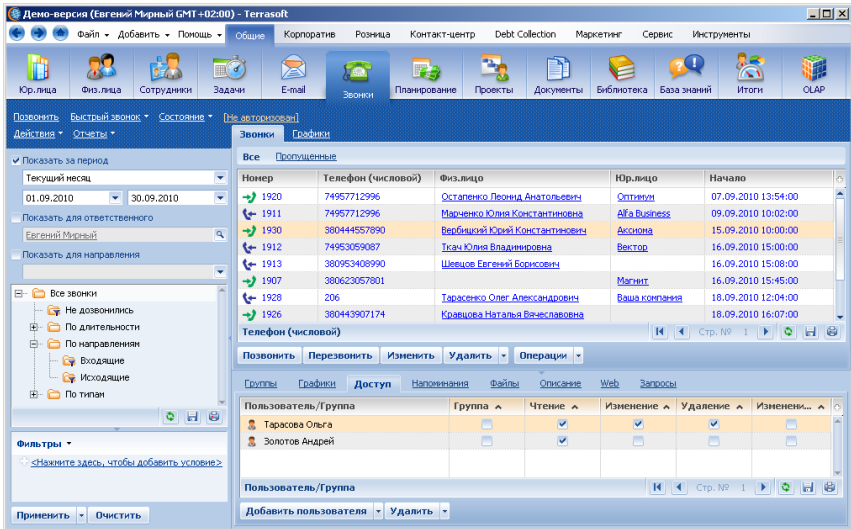 Демо-версия (Евгений Мирный GMT+02:00) - Terrasoft
Файл Добавить Помощь Общие Корпоратив Розница Контакт-центр Debt Collection Маркетинг Сервис Инструменты
Юр.лица Физ.лица Сотрудники Задачи E-mail Звонки Планирование Проекты Документы Библиотека База знаний Итоги OLAP
Позвонить Быстрый звонок Состояние [Не авторизован]
Действия Отчеты
Звонки Графики
Показать за период
Текущий месяц
01.09.2010 30.09.2010
Показать для ответственного
Евгений Мирный
Показать для направления
Все звонки
Не дозвонились
По длительности
По направлениям
Входящие
Исходящие
По типам
Фильтры
<Нажмите здесь, чтобы добавить условие>
Применить Очистить
Все Пропущенные
Номер Телефон (числовой) Физ.лицо Юр.лицо Начало
1920 74957712996 Остапенко Леонид Анатольевич Оптимум 07.09.2010 13:54:00
1911 74957712996 Марченко Юлия Константиновна Alfa Business 09.09.2010 10:02:00
1930 380444557890 Вербицкий Юрий Константинович Аксиома 15.09.2010 10:00:00
1912 74953059087 Ткач Юлия Владимировна Вектор 16.09.2010 15:00:00
1913 380953408990 Шевцов Евгений Борисович 16.09.2010 15:08:00
1907 380623057801 Магнит 16.09.2010 15:45:00
1928 206 Тарасенко Олег Александрович Ваша компания 18.09.2010 12:04:00
1926 380443907174 Кравцова Наталья Вячеславовна 18.09.2010 16:07:00
Телефон (числовой) Стр. № 1
Позвонить Перезвонить Изменить Удалить Операции
Группы Графики Доступ Напоминания Файлы Описание Web Запросы
Пользователь/Группа Группа Чтение Изменение Удаление Изменени...
Тарасова Ольга
Золотов Андрей
Пользователь/Группа Стр. № 1
Добавить пользователя Удалить